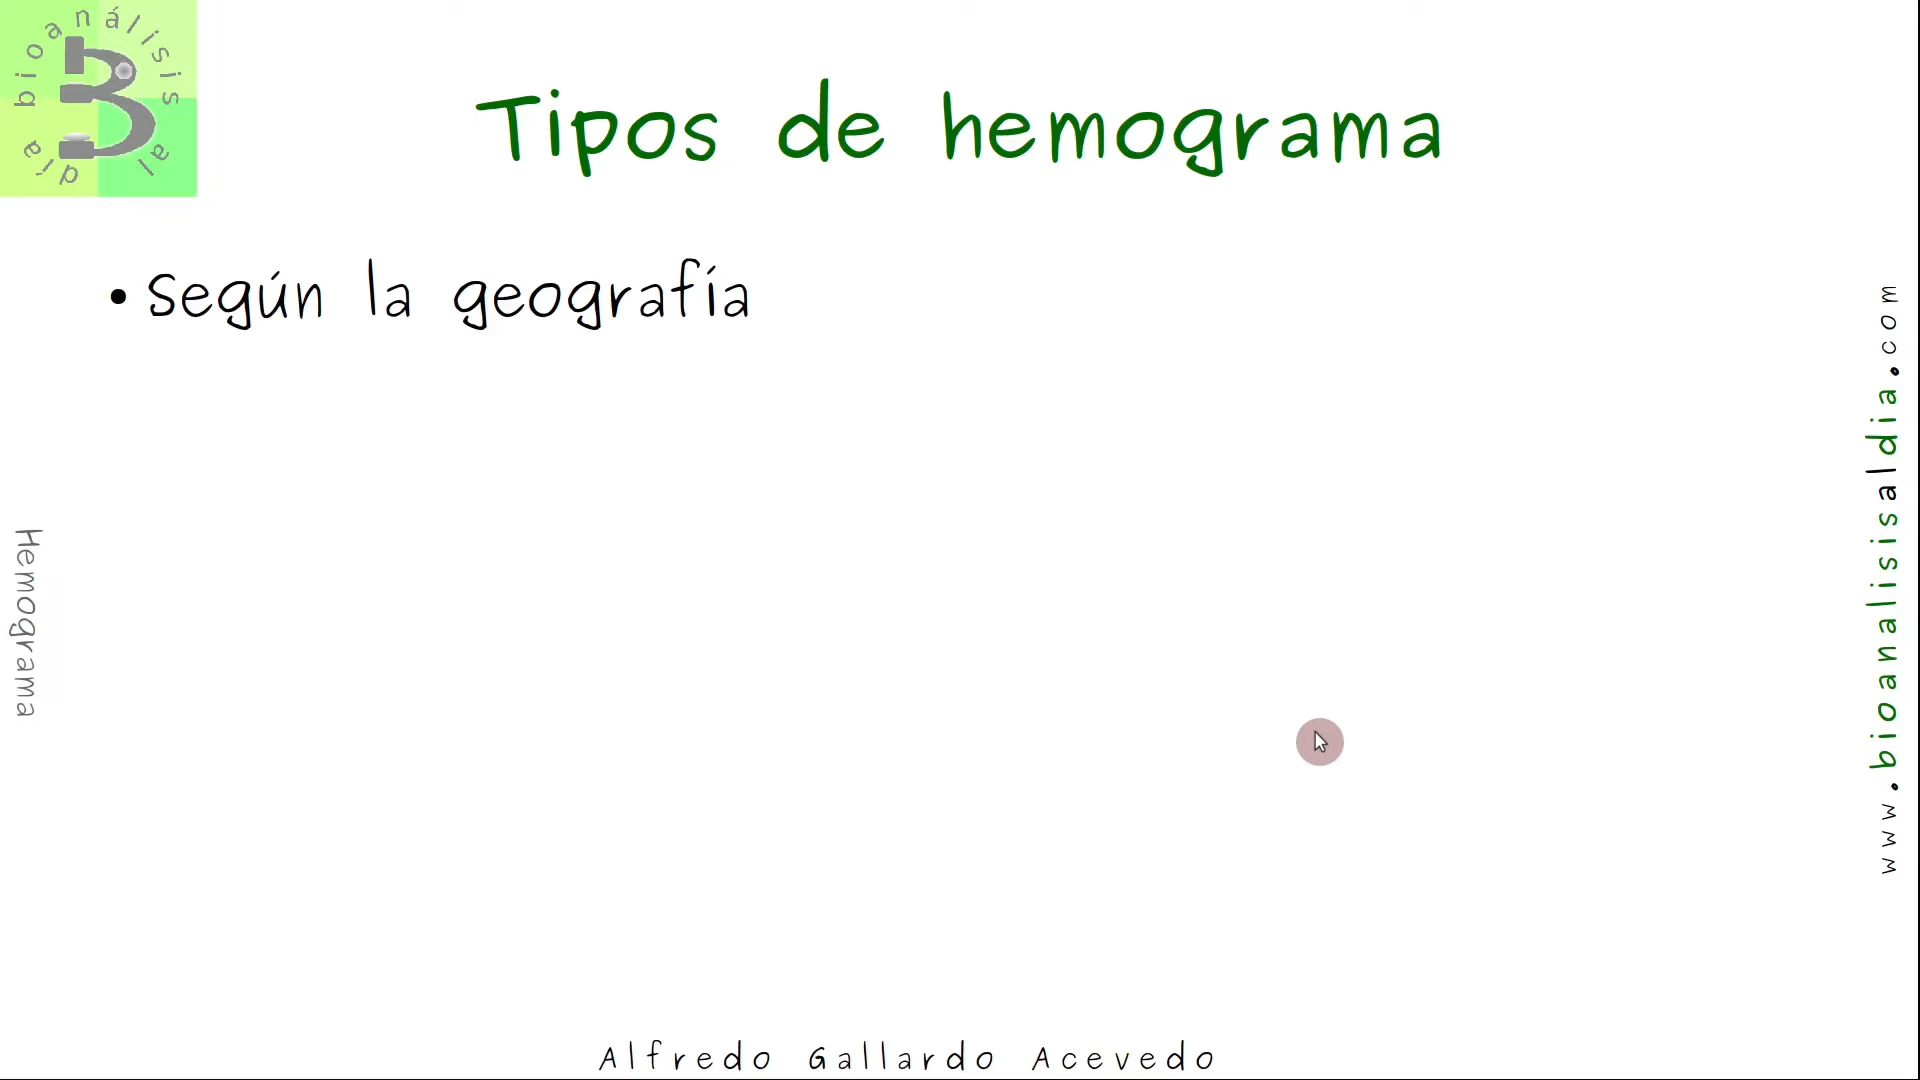 bioanálisis al día
Tipos de hemograma
• Según la geografía
Hemograma
www.bioanalisisaldia.com
Alfredo Gallardo Acevedo